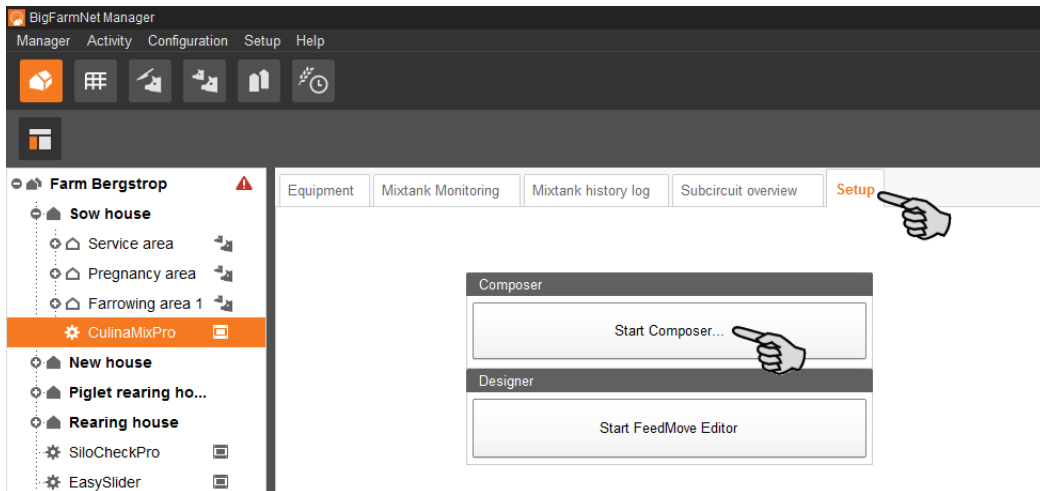 BigFarmNet Manager
Manager Activity Configuration Setup Help
Farm Bergstrop
Sow house
Service area
Pregnancy area
Farrowing area 1
CulinaMixPro
New house
Piglet rearing ho...
Rearing house
SiloCheckPro
EasySlider
Equipment Mixtank Monitoring Mixtank history log Subcircuit overview Setup
Composer
Start Composer...
Designer
Start FeedMove Editor